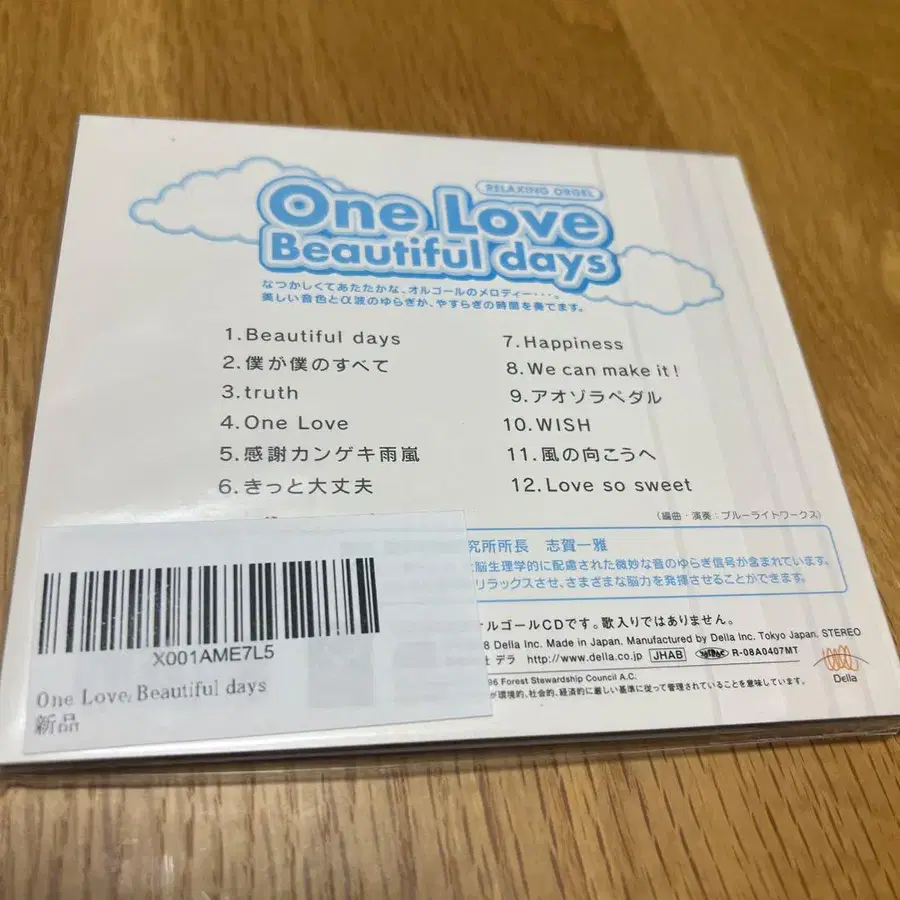 RELAXING ORGEL
One Love
Beautiful days
なつかしくてあたたかな、オルゴールのメロディー・・・。
美しい音色とα波のゆらぎが、やすらぎの時間を奏でます。
1.Beautiful days
2.僕が僕のすべて
3.truth
4.One Love
5.感謝カンゲキ雨嵐
6.きっと大丈夫
7.Happiness
8.We can make it!
9.アオゾラペダル
10.WISH
11.風の向こうへ
12.Love so sweet
(編曲・演奏:ブルーライトワークス)
究所所長 志賀一雅
脳生理学的に配慮された微妙な音のゆらぎ信号が含まれています。
リラックスさせ、さまざまな脳力を発揮させることができます。
オルゴールCDです。歌入りではありません。
8 Della Inc. Made in Japan, Manufactured by Della Inc. Tokyo Japan, STEREO
デラ http://www.della.co.jp JHAB R-08A0407MT
96 Forest Stewardship Council A.C.
が環境的、社会的、経済的に厳しい基準に従って管理されていることを意味しています。
Della
X001AME7L5
One Love/Beautiful days
新品